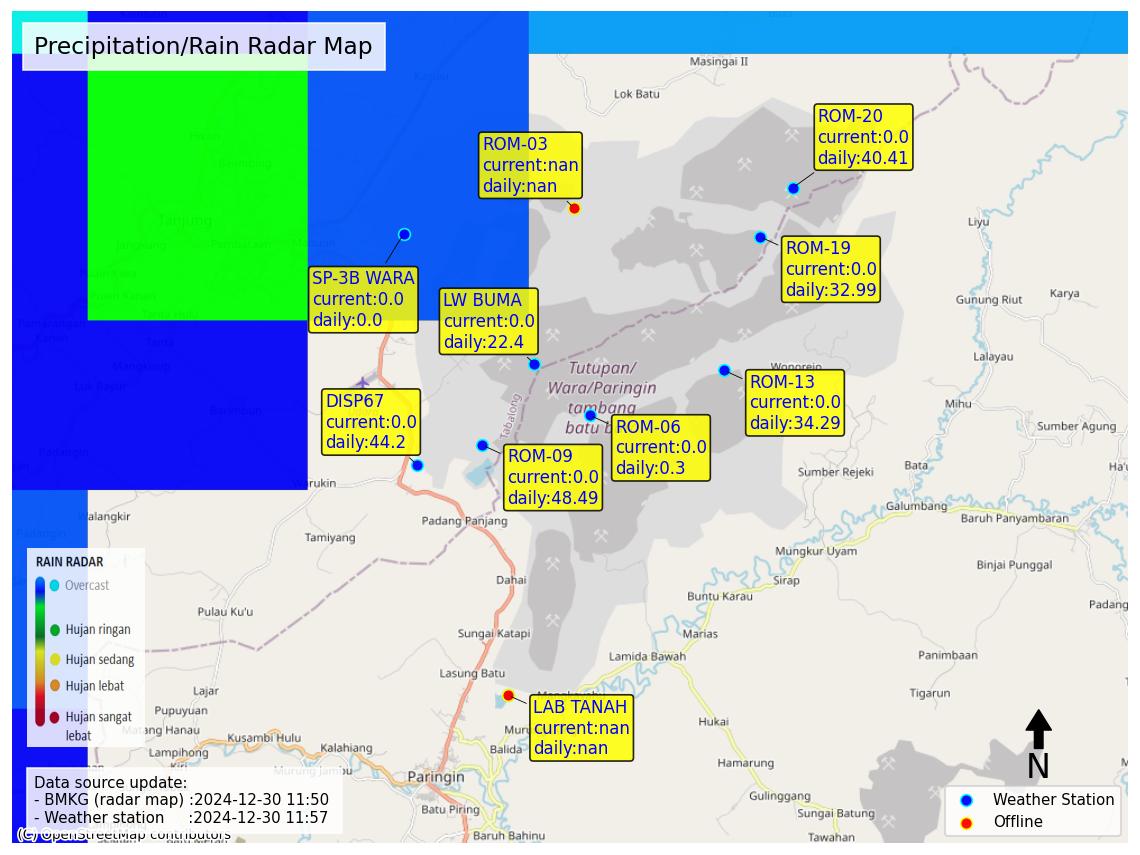 Precipitation/Rain Radar Map
Masingai II
Lok Batu
ROM-20
current:0.0
daily:40.41
ROM-03
current:nan
daily:nan
Tanjung
Liyu
ROM-19
current:0.0
daily:32.99
SP-3B WARA
current:0.0
daily:0.0
LW BUMA
current:0.0
daily:22.4
Gunung Riut
Karya
Lalayau
Wonorejo
Tutupan/
Wara/Paringin
tambang
batu
ROM-13
current:0.0
daily:34.29
Mihu
DISP67
current:0.0
daily:44.2
Tabalong
ROM-06
current:0.0
daily:0.3
Sumber Agung
ROM-09
current:0.0
daily:48.49
Bata
Sumber Rejeki
Warukin
Galumbang
Walangkir
Padang Panjang
Baruh Panyambaran
Tamiyang
Mungkur Uyam
Binjai Punggal
RAIN RADAR
Overcast
Hujan ringan
Hujan sedang
Hujan lebat
Hujan sangat
lebat
Dahai
Sirap
Buntu Karau
Padang
Pulau Ku'u
Sungai Katapi
Marias
Lamida Bawah
Panimbaan
Lasung Batu
Lajar
Tigarun
Pupuyuan
LAB TANAH
current:nan
daily:nan
Matang Hanau
Hukai
Kusambi Hulu
Kalahiang
Balida
Lampihong
Murung Jambu
Paringin
Hamarung
N
Data source update:
- BMKG (radar map) :2024-12-30 11:50
- Weather station :2024-12-30 11:57
Gulinggang
Batu Piring
Sungai Batung
Weather Station
Offline
(C) OpenStreetMap contributors
Baruh Bahinu
Tawahan